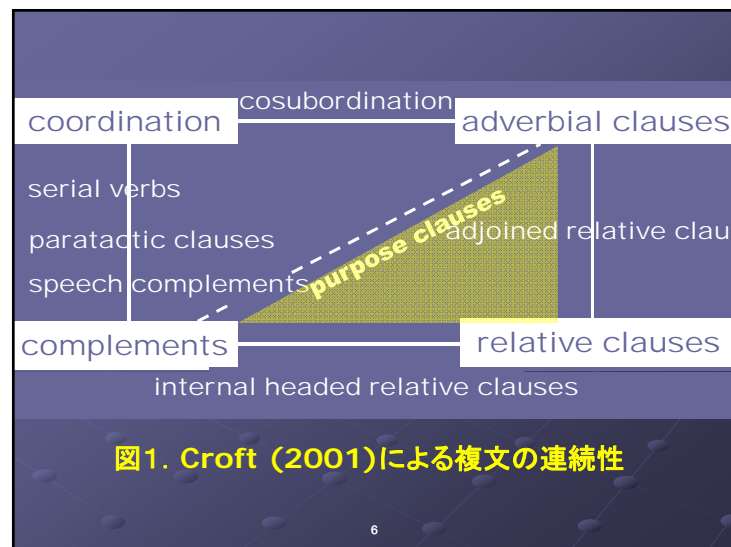 cosubordination
coordination
adverbial clauses
serial verbs
paratactic clauses
speech complements
purpose clauses
adjoined relative clau
complements
relative clauses
internal headed relative clauses
図1. Croft (2001)による複文の連続性
6